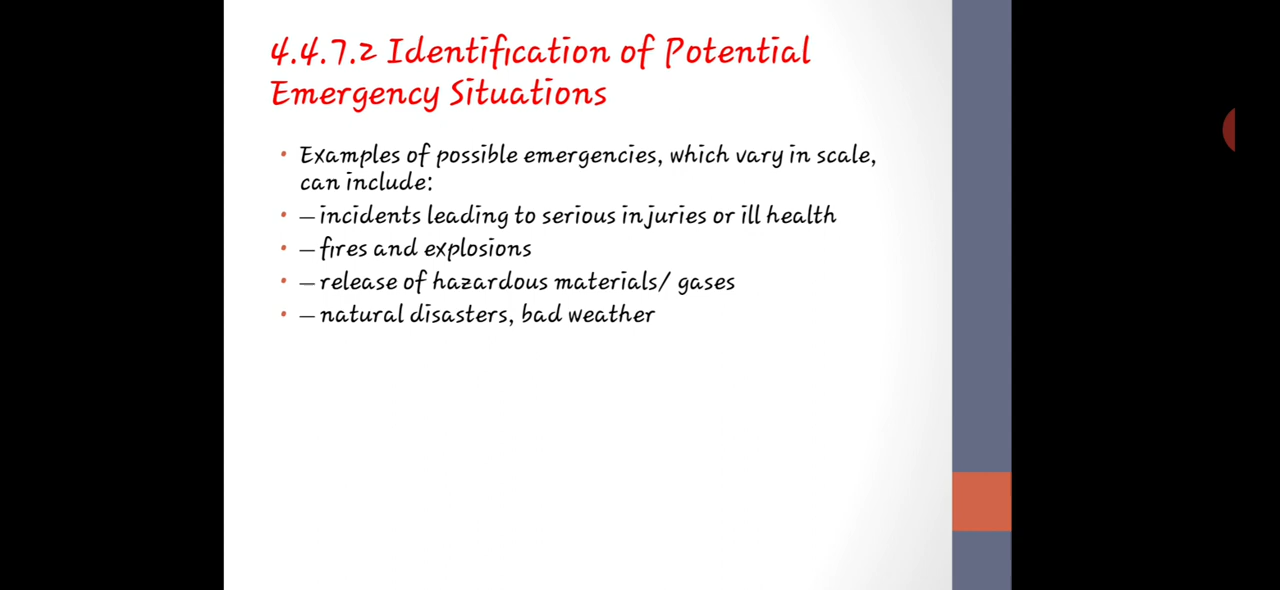 4.4.7.2 Identification of Potential
Emergency Situations
• Examples of possible emergencies, which vary in scale,
can include:
• — incidents leading to serious injuries or ill health
• — fires and explosions
• — release of hazardous materials/ gases
• — natural disasters, bad weather